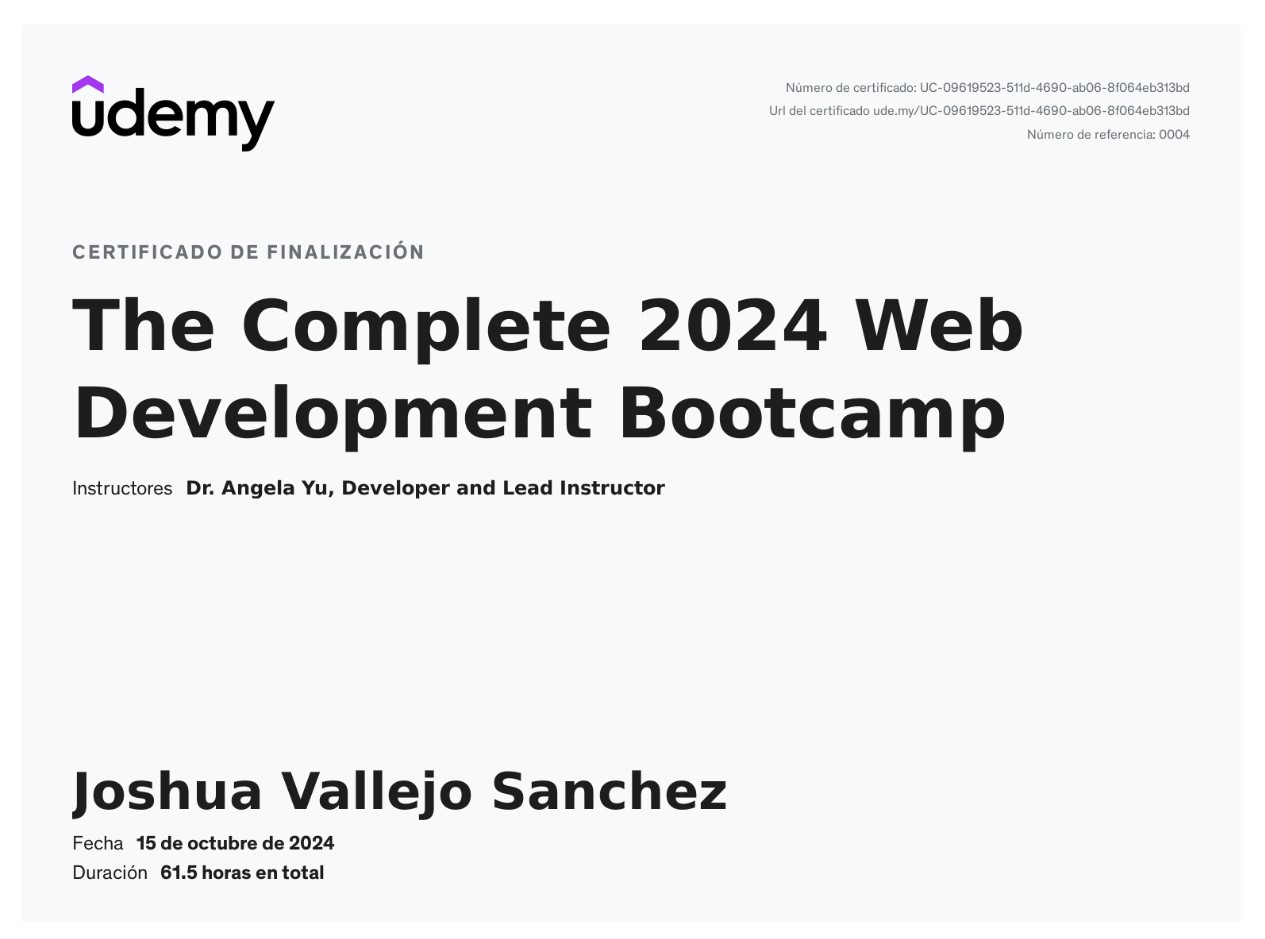 udemy
Número de certificado: UC-09619523-511d-4690-ab06-8f064eb313bd
Url del certificado ude.my/UC-09619523-511d-4690-ab06-8f064eb313bd
Número de referencia: 0004
CERTIFICADO DE FINALIZACIÓN
The Complete 2024 Web
Development Bootcamp
Instructores Dr. Angela Yu, Developer and Lead Instructor
Joshua Vallejo Sanchez
Fecha 15 de octubre de 2024
Duración 61.5 horas en total